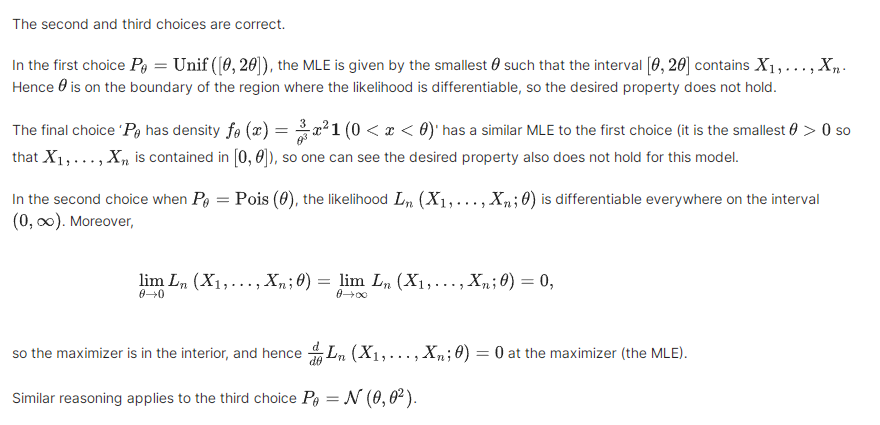 The second and third choices are correct.
In the first choice $P_\theta = \text{Unif}([\theta, 2\theta])$, the MLE is given by the smallest $\theta$ such that the interval $[\theta, 2\theta]$ contains $X_1, \ldots, X_n$.
Hence $\theta$ is on the boundary of the region where the likelihood is differentiable, so the desired property does not hold.
The final choice '$P_\theta$ has density $f_\theta(x) = \frac{3}{\theta^3} x^2 \mathbf{1}(0 < x < \theta)$' has a similar MLE to the first choice (it is the smallest $\theta > 0$ so
that $X_1, \ldots, X_n$ is contained in $[0, \theta]$), so one can see the desired property also does not hold for this model.
In the second choice when $P_\theta = \text{Pois}(\theta)$, the likelihood $L_n(X_1, \ldots, X_n; \theta)$ is differentiable everywhere on the interval
$(0, \infty)$. Moreover,
$\lim_{\theta \to 0} L_n(X_1, \ldots, X_n; \theta) = \lim_{\theta \to \infty} L_n(X_1, \ldots, X_n; \theta) = 0,$
so the maximizer is in the interior, and hence $\frac{d}{d\theta} L_n(X_1, \ldots, X_n; \theta) = 0$ at the maximizer (the MLE).
Similar reasoning applies to the third choice $P_\theta = \mathcal{N}(\theta, \theta^2)$.